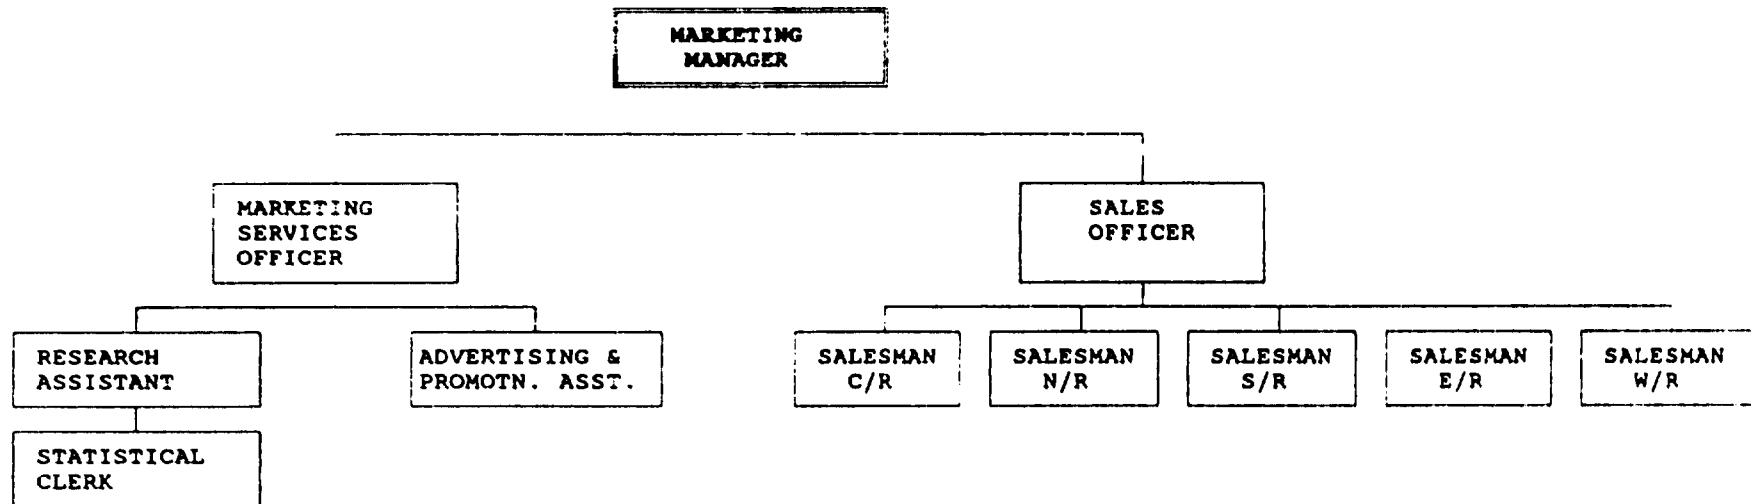 MARKETING
MANAGER
MARKETING
SERVICES
OFFICER
SALES
OFFICER
RESEARCH
ASSISTANT
ADVERTISING &
PROMOTN. ASST.
SALESMAN
C/R
SALESMAN
N/R
SALESMAN
S/R
SALESMAN
E/R
SALESMAN
W/R
STATISTICAL
CLERK